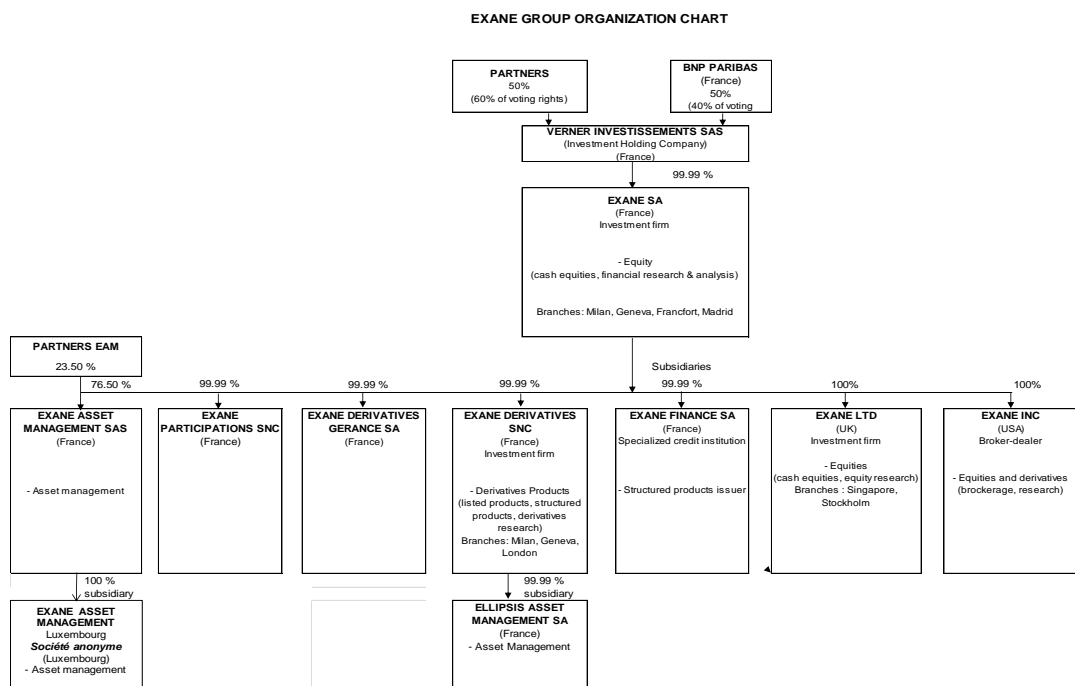 EXANE GROUP ORGANIZATION CHART
PARTNERS
50%
(60% of voting rights)
BNP PARIBAS
(France)
50%
(40% of voting
VERNER INVESTISSEMENTS SAS
(Investment Holding Company)
(France)
99.99 %
EXANE SA
(France)
Investment firm
- Equity
(cash equities, financial research & analysis)
Branches: Milan, Geneva, Francfort, Madrid
PARTNERS EAM
23.50 %
Subsidiaries
76.50 %
99.99 %
99.99 %
99.99 %
99.99 %
100%
100%
EXANE ASSET
MANAGEMENT SAS
(France)
- Asset management
EXANE
PARTICIPATIONS SNC
(France)
EXANE DERIVATIVES
GERANCE SA
(France)
EXANE DERIVATIVES
SNC
(France)
Investment firm
- Derivatives Products
(listed products, structured
products, derivatives
research)
Branches: Milan, Geneva,
London
EXANE FINANCE SA
(France)
Specialized credit institution
- Structured products issuer
EXANE LTD
(UK)
Investment firm
- Equities
(cash equities, equity research)
Branches : Singapore,
Stockholm
EXANE INC
(USA)
Broker-dealer
- Equities and derivatives
(brockerage, research)
100 %
subsidiary
99.99 %
subsidiary
EXANE ASSET
MANAGEMENT
Luxembourg
Société anonyme
(Luxembourg)
- Asset management
ELLIPSIS ASSET
MANAGEMENT SA
(France)
- Asset Management